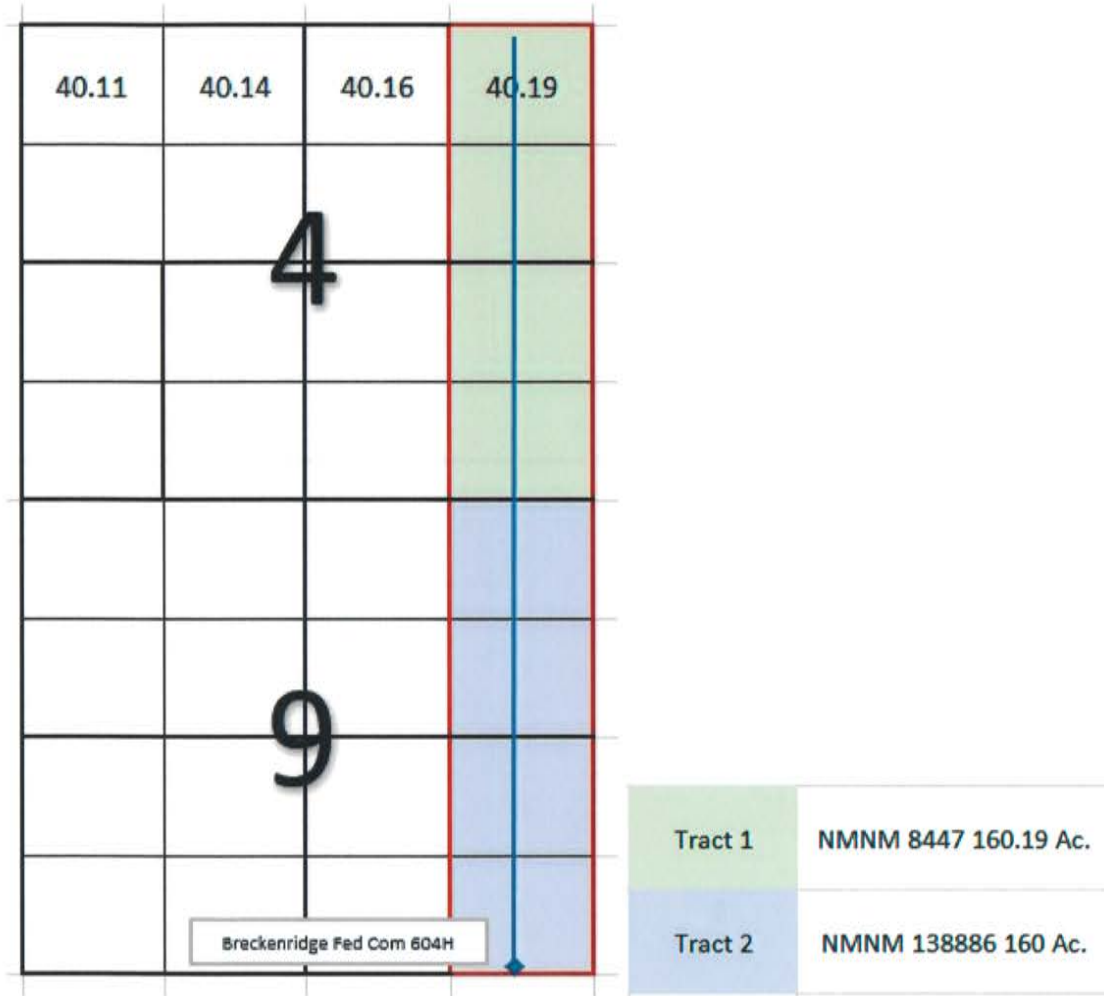 40.11 40.14 40.16 40.19
4
9
Breckenridge Fed Com 604H
Tract 1 NMNM 8447 160.19 Ac.
Tract 2 NMNM 138886 160 Ac.